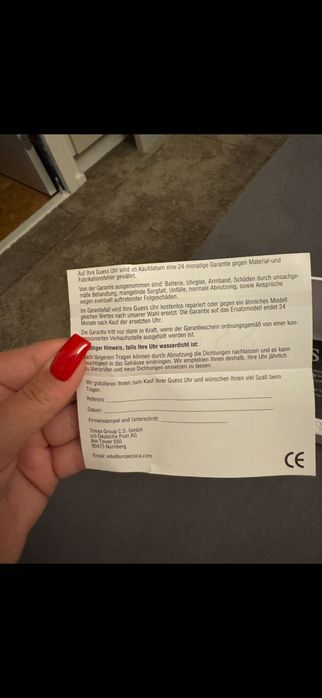 Auf Ihre Guess Uhr wird ab Kaufdatum eine 24 monatige Garantie gegen Material-und
Fabrikationsfehler gewährt.
Von der Garantie ausgenommen sind: Batterie, Uhrglas, Armband, Schäden durch unsachge-
mäße Behandlung, mangelnde Sorgfalt, Unfälle, normale Abnutzung, sowie Ansprüche
wegen eventuell auftretender Folgeschäden.
Im Garantiefall wird Ihre Guess Uhr kostenlos repariert oder gegen ein ähnliches Modell
gleichen Wertes nach unserer Wahl ersetzt. Die Garantie auf das Ersatzmodell endet 24
Monate nach Kauf der ersetzten Uhr.
Die Garantie tritt nur dann in Kraft, wenn der Garantieschein ordnungsgemäß von einer kon-
zessionierten Verkaufsstelle ausgefüllt worden ist.
Hinweis, falls Ihre Uhr wasserdicht ist:
Nach längerem Tragen können durch Abnutzung die Dichtungen nachlassen und es kann
Feuchtigkeit in das Gehäuse eindringen. Wir empfehlen Ihnen deshalb, Ihre Uhr jährlich
zu überprüfen und neue Dichtungen einsetzen zu lassen.
Wir gratulieren Ihnen zum Kauf Ihrer Guess Uhr und wünschen Ihnen viel Spaß beim
Tragen.
Referenz:
Datum:
Firmenstempel und Unterschrift:
Timex Group C.S. GmbH
c/o Deutsche Post AG
Am Tower 550
90475 Nürnberg
Email: info@orotecnica.com
CE
S